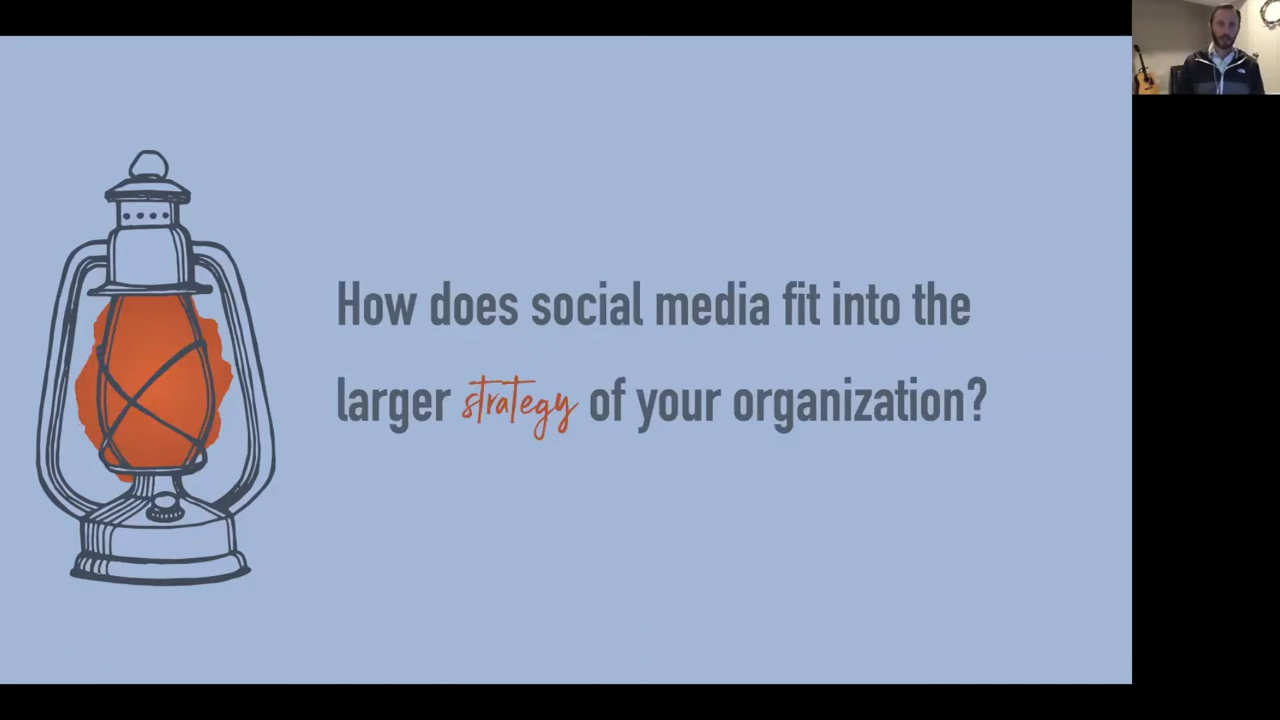 How does social media fit into the
larger strategy of your organization?